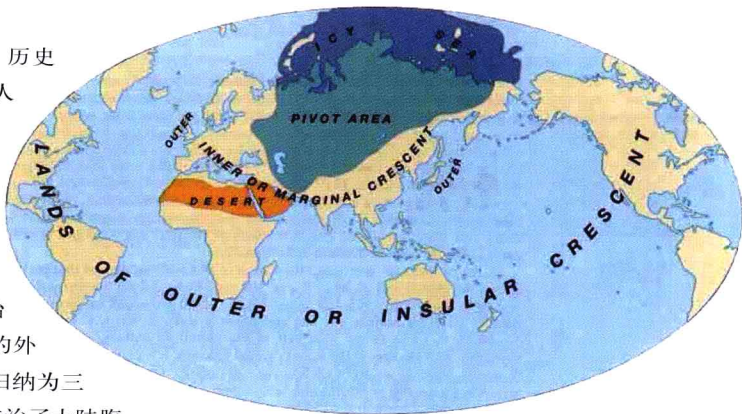 历史
人
ICY SEA
PIVOT AREA
OUTER
INNER OR MARGINAL CRESCENT
OUTER
DESERT
LANDS OF OUTER OR INSULAR CRESCENT
的外
归纳为三